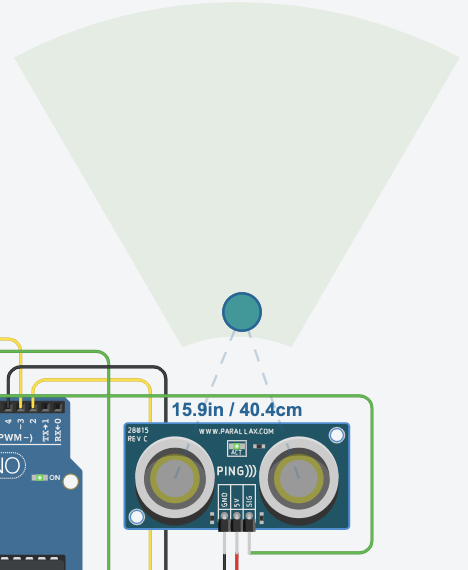 15.9in / 40.4cm
28015
REV C
WWW.PARALLAX.COM
ACT
PING)))
GND
5V
SIG
4
~3
2
TX→1
RX←0
PWM~)
NO
ON